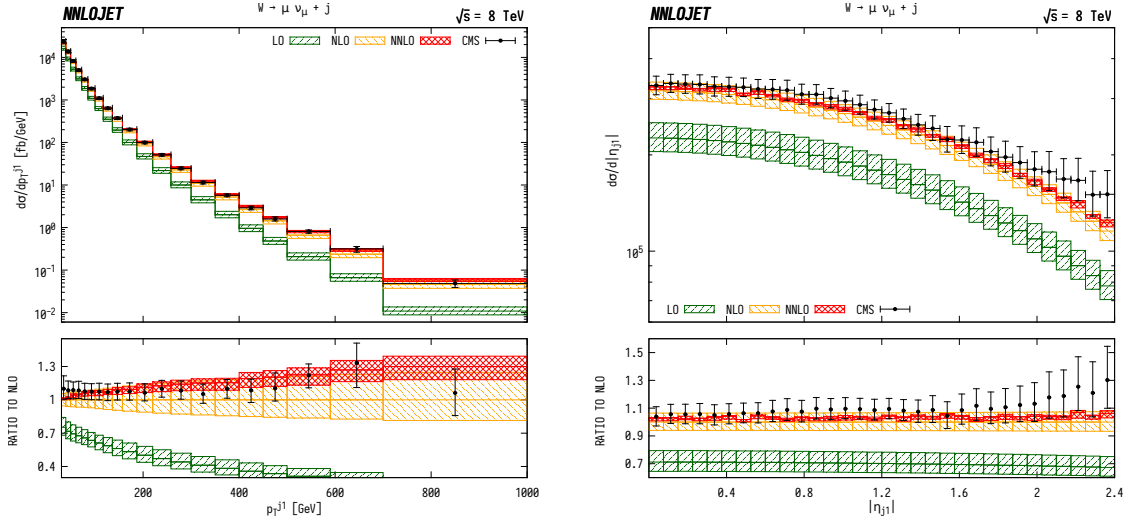 NNLOJET
W → μ ν_μ + j
√s = 8 TeV
LO NLO NNLO CMS
dσ/dp_T^j1 [fb/GeV]
10^4
10^3
10^2
10^1
10^0
10^-1
10^-2
RATIO TO NLO
1.3
1
0.7
0.4
200 400 600 800 1000
p_T^j1 [GeV]
NNLOJET
W → μ ν_μ + j
√s = 8 TeV
dσ/d|η_j1|
10^5
LO NLO NNLO CMS
RATIO TO NLO
1.5
1.3
1.1
0.9
0.7
0.4 0.8 1.2 1.6 2 2.4
|η_j1|